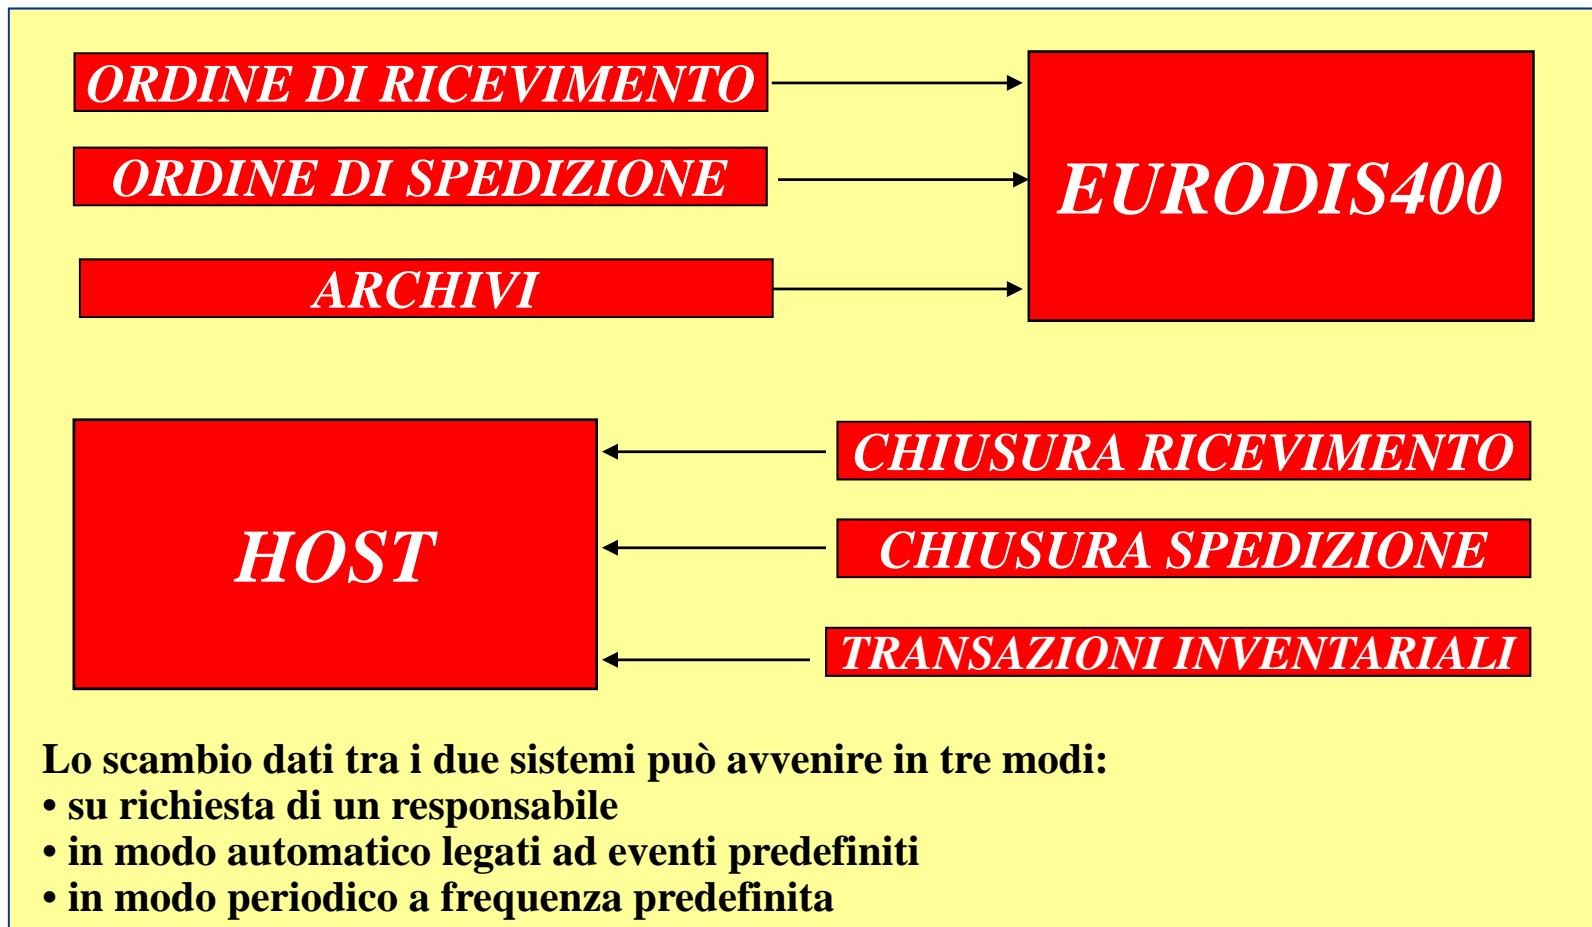 ORDINE DI RICEVIMENTO
ORDINE DI SPEDIZIONE
ARCHIVI
EURODIS400
HOST
CHIUSURA RICEVIMENTO
CHIUSURA SPEDIZIONE
TRANSAZIONI INVENTARIALI
Lo scambio dati tra i due sistemi può avvenire in tre modi:
• su richiesta di un responsabile
• in modo automatico legati ad eventi predefiniti
• in modo periodico a frequenza predefinita